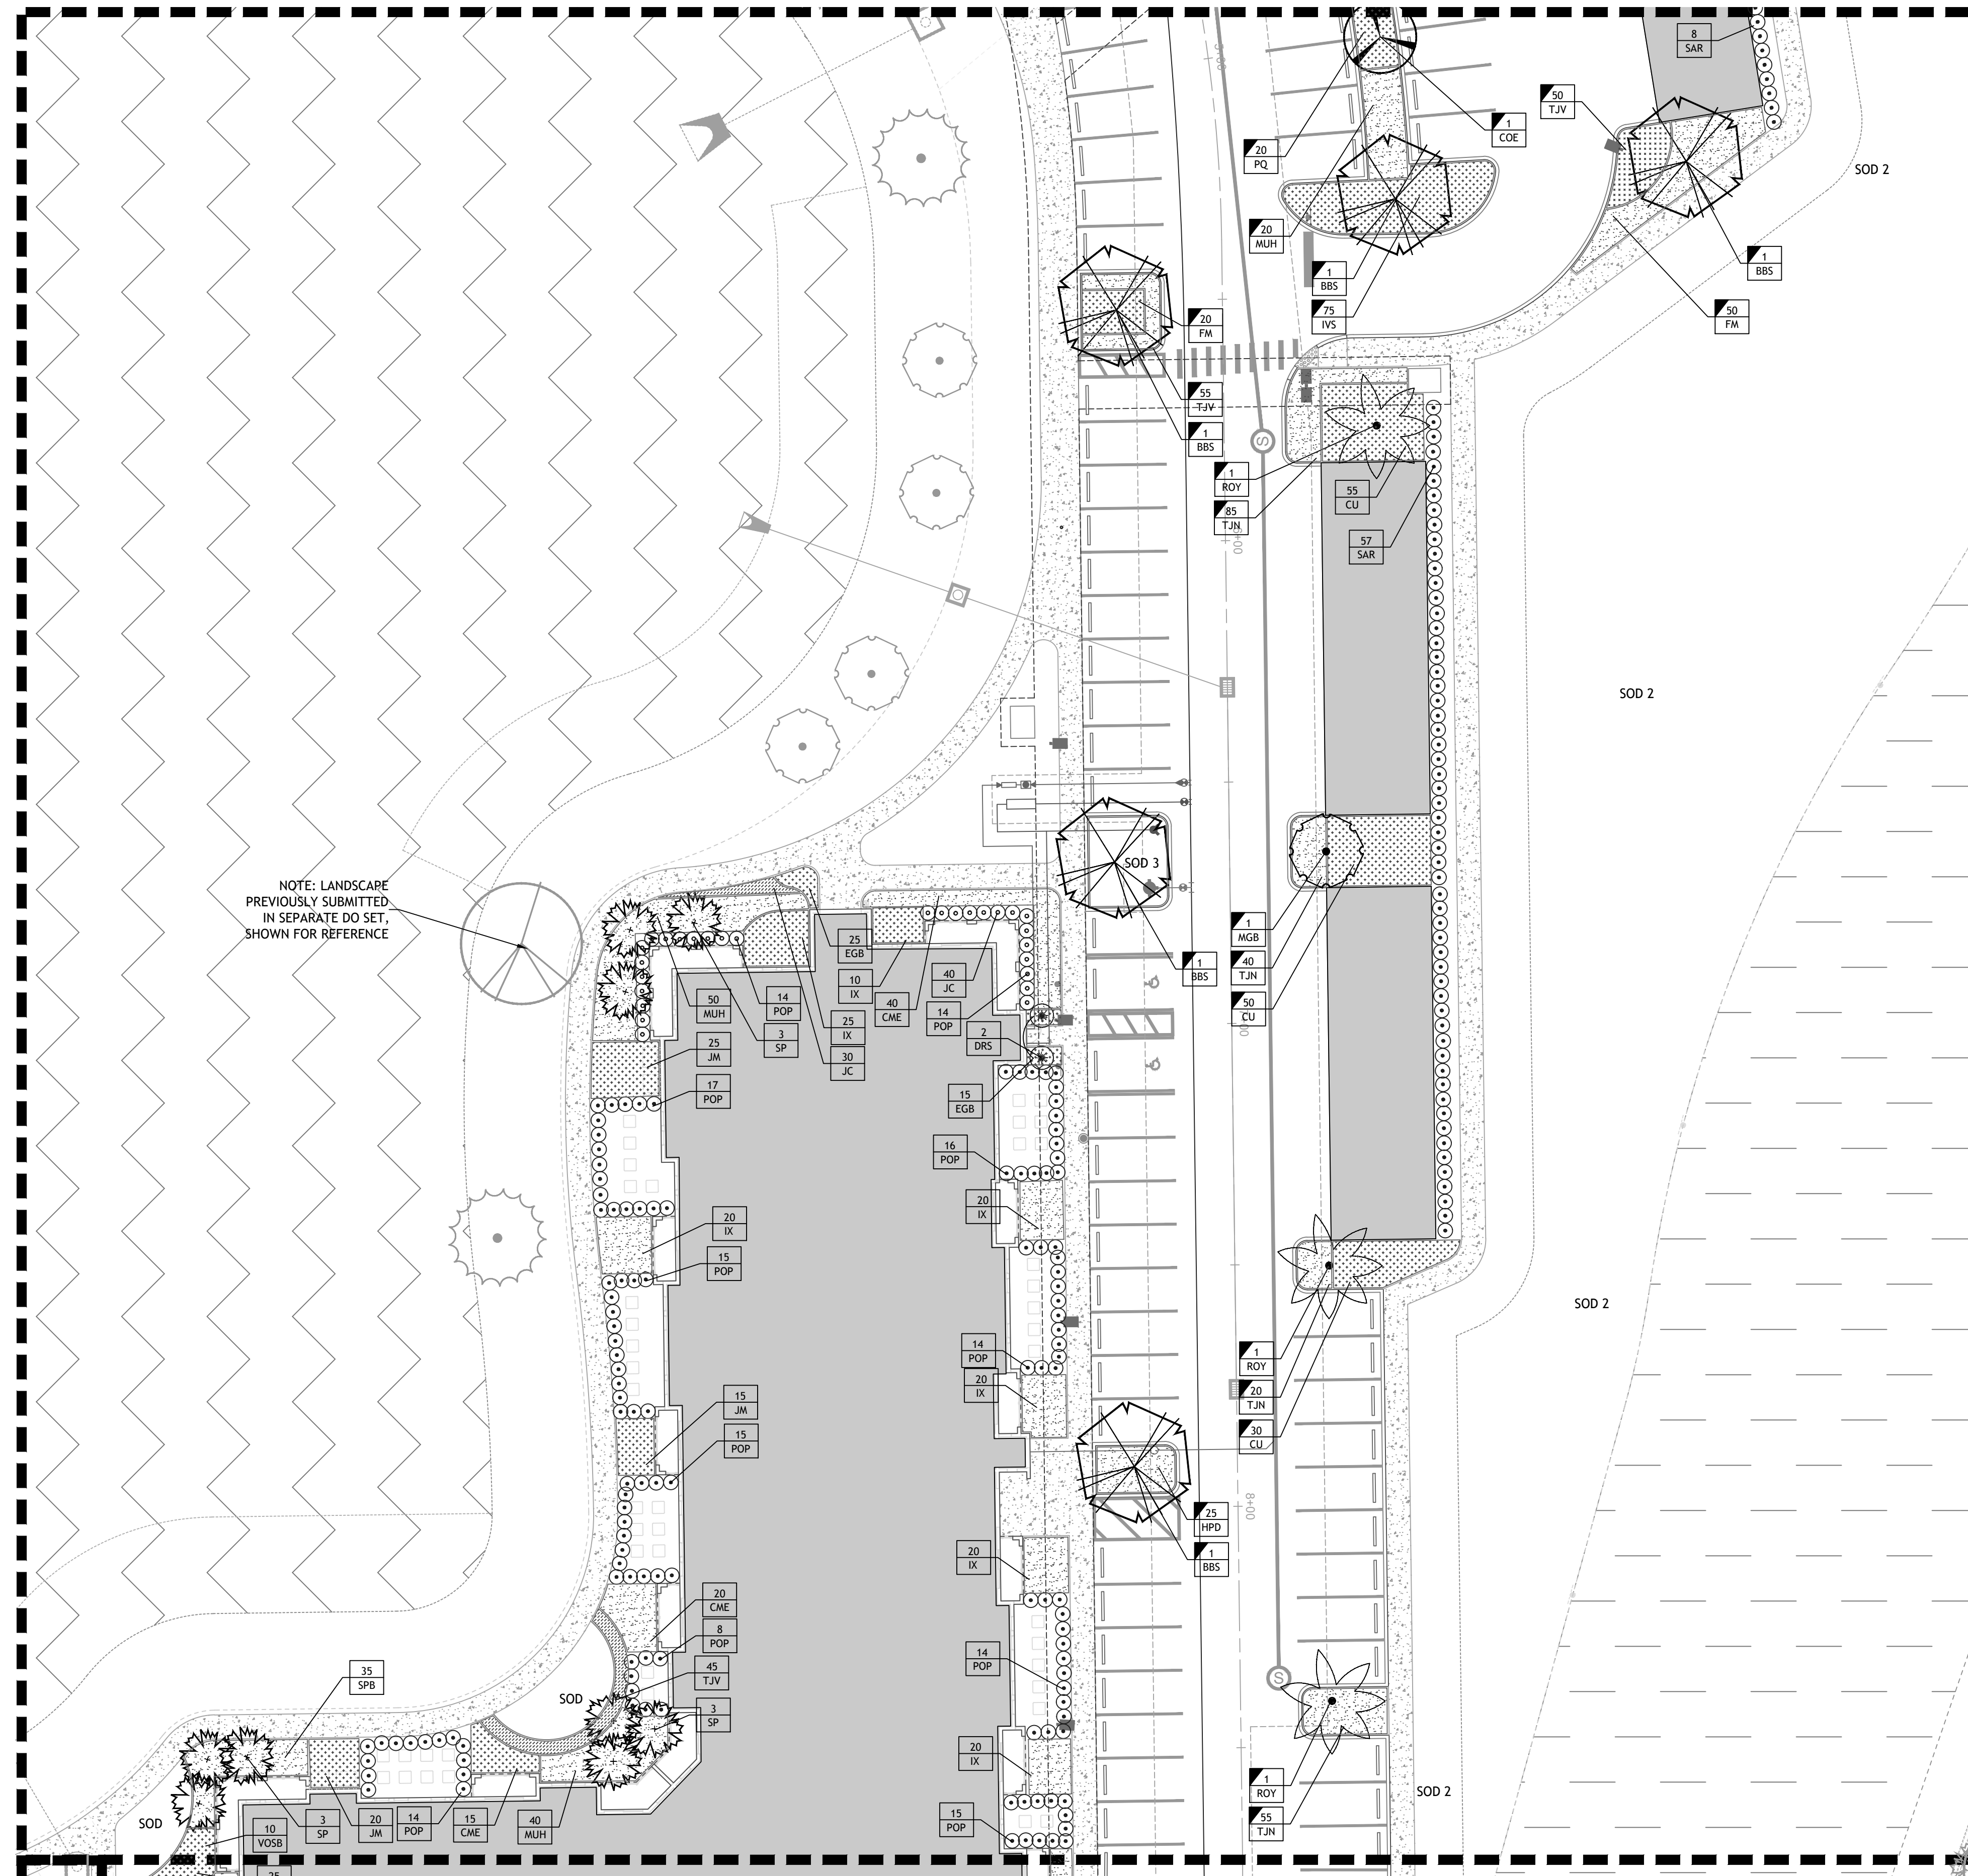 8
SAR
50
TJV
1
COE
20
PQ
SOD 2
20
MUH
1
BBS
1
BBS
75
IVS
50
FM
20
FM
55
TJV
1
BBS
1
ROY
55
CU
85
TJN
57
SAR
S
SOD 2
NOTE: LANDSCAPE
PREVIOUSLY SUBMITTED
IN SEPARATE DO SET,
SHOWN FOR REFERENCE
SOD 3
1
MGB
25
EGB
1
BBS
40
TJN
10
IX
40
JC
50
MUH
14
POP
40
CME
14
POP
50
CU
25
IX
3
SP
2
DRS
25
JM
30
JC
17
POP
15
EGB
16
POP
20
IX
20
IX
15
POP
SOD 2
14
POP
1
ROY
20
IX
20
TJN
15
JM
15
POP
30
CU
8+00
25
HPD
20
IX
1
BBS
20
CME
8
POP
14
POP
35
SPB
45
TJV
S
SOD
3
SP
20
IX
1
ROY
SOD 2
SOD
10
VOSB
3
SP
20
JM
14
POP
15
CME
40
MUH
15
POP
55
TJN